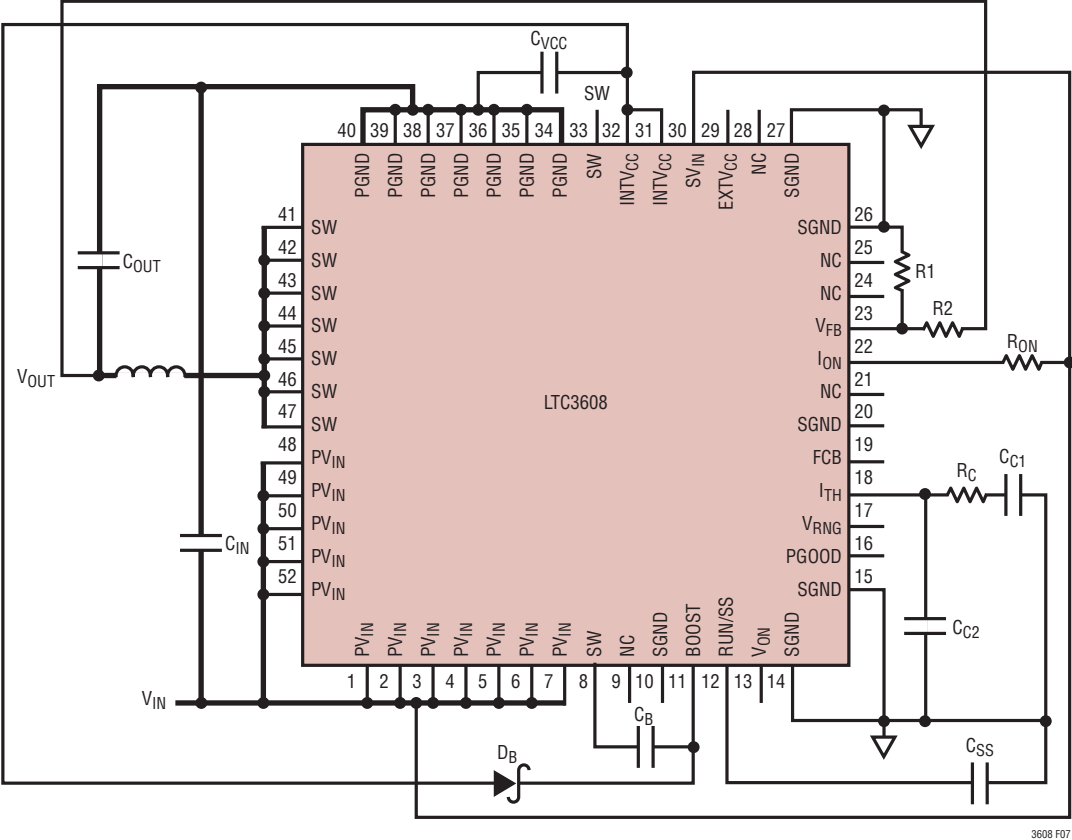 CVCC
SW
40 39 38 37 36 35 34 33 32 31 30 29 28 27
PGND PGND PGND PGND PGND PGND PGND SW INTVCC INTVCC SVIN EXTVCC NC SGND
41 SW
42 SW
43 SW
44 SW
45 SW
46 SW
47 SW
48 PVIN
49 PVIN
50 PVIN
51 PVIN
52 PVIN
COUT
VOUT
CIN
VIN
LTC3608
SGND 26
NC 25
NC 24
VFB 23
ION 22
NC 21
SGND 20
FCB 19
ITH 18
VRNG 17
PGOOD 16
SGND 15
R1
R2
RON
RC
CC1
CC2
PVIN PVIN PVIN PVIN PVIN PVIN PVIN SW NC SGND BOOST RUN/SS VON SGND
1 2 3 4 5 6 7 8 9 10 11 12 13 14
CB
DB
CSS
3608 F07